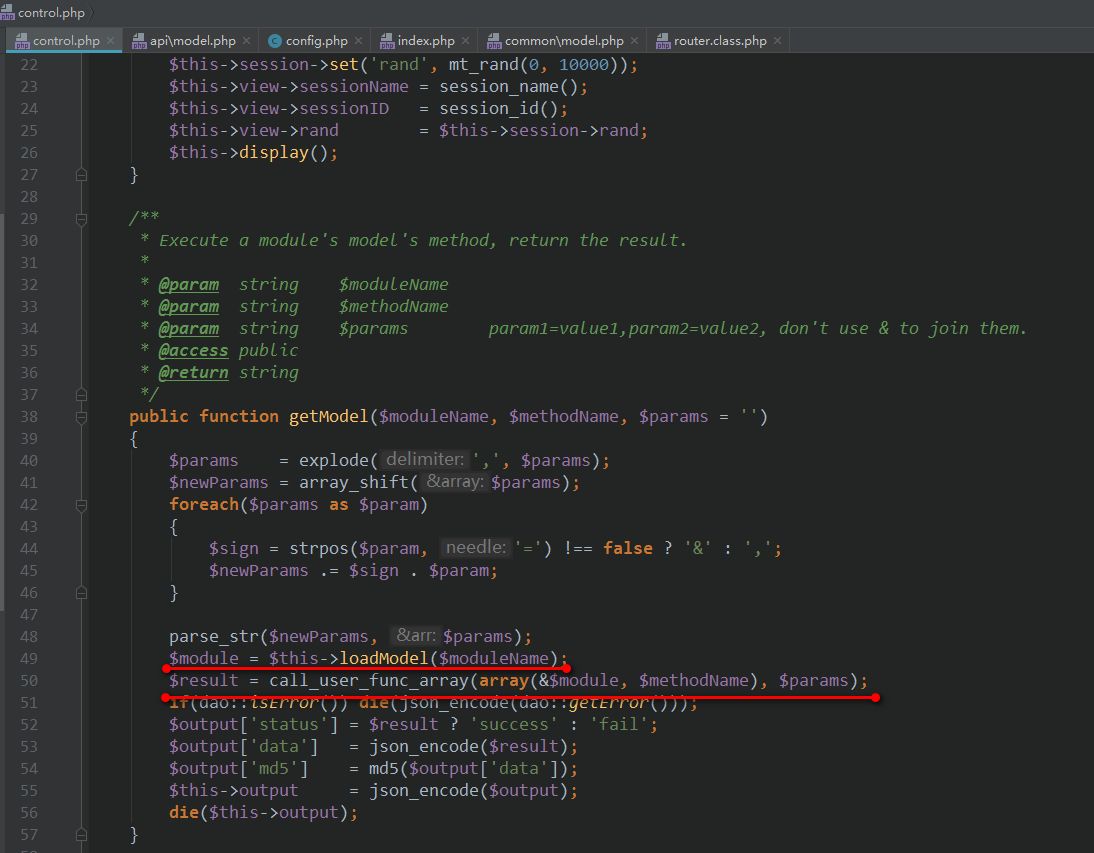 control.php
control.php × api\model.php × config.php × index.php × common\model.php × router.class.php ×
22 $this->session->set('rand', mt_rand(0, 10000));
23 $this->view->sessionName = session_name();
24 $this->view->sessionID   = session_id();
25 $this->view->rand        = $this->session->rand;
26 $this->display();
27 }
28
29 /**
30  * Execute a module's model's method, return the result.
31  *
32  * @param  string    $moduleName
33  * @param  string    $methodName
34  * @param  string    $params        param1=value1,param2=value2, don't use & to join them.
35  * @access public
36  * @return string
37  */
38 public function getModel($moduleName, $methodName, $params = '')
39 {
40     $params    = explode( delimiter: ',', $params);
41     $newParams = array_shift( &array: $params);
42     foreach($params as $param)
43     {
44         $sign = strpos($param, needle: '=') !== false ? '&' : ',';
45         $newParams .= $sign . $param;
46     }
47
48     parse_str($newParams, &arr: $params);
49     $module = $this->loadModel($moduleName);
50     $result = call_user_func_array(array(&$module, $methodName), $params);
51     if(dao::isError()) die(json_encode(dao::getError()));
52     $output['status'] = $result ? 'success' : 'fail';
53     $output['data']   = json_encode($result);
54     $output['md5']    = md5($output['data']);
55     $this->output     = json_encode($output);
56     die($this->output);
57 }